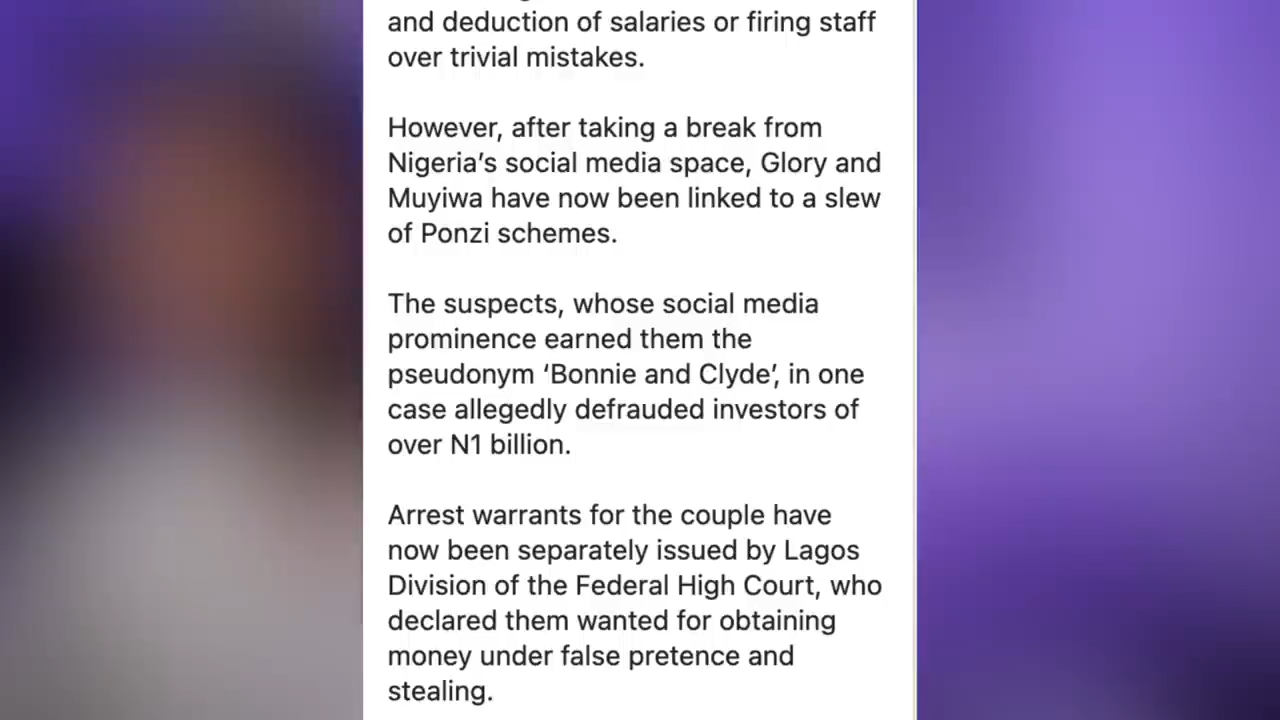 and deduction of salaries or firing staff
over trivial mistakes.
However, after taking a break from
Nigeria’s social media space, Glory and
Muyiwa have now been linked to a slew
of Ponzi schemes.
The suspects, whose social media
prominence earned them the
pseudonym ‘Bonnie and Clyde’, in one
case allegedly defrauded investors of
over N1 billion.
Arrest warrants for the couple have
now been separately issued by Lagos
Division of the Federal High Court, who
declared them wanted for obtaining
money under false pretence and
stealing.